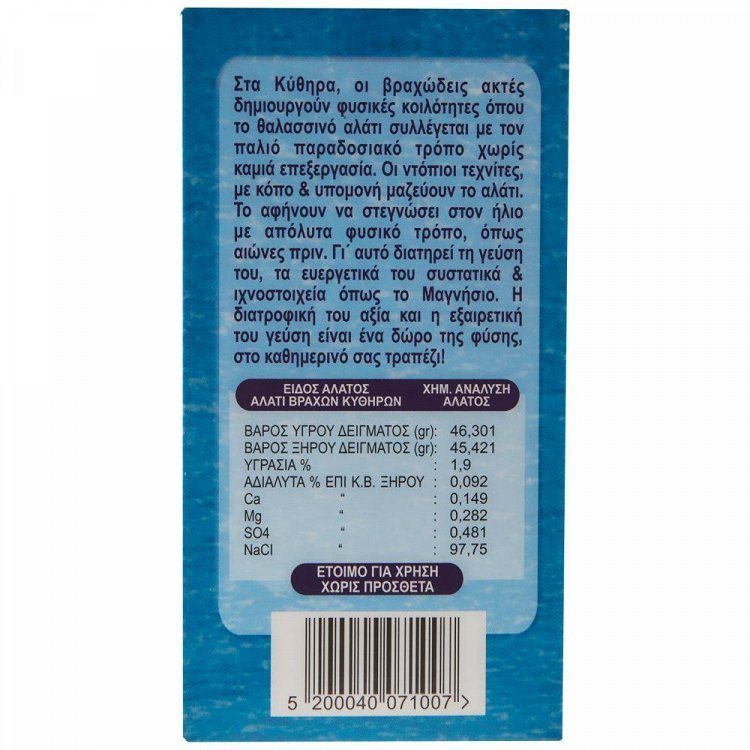 Στα Κύθηρα, οι βραχώδεις ακτές
δημιουργούν φυσικές κοιλότητες όπου
το θαλασσινό αλάτι συλλέγεται με τον
παλιό παραδοσιακό τρόπο χωρίς
καμιά επεξεργασία. Οι ντόπιοι τεχνίτες,
με κόπο & υπομονή μαζεύουν το αλάτι.
Το αφήνουν να στεγνώσει στον ήλιο
με απόλυτα φυσικό τρόπο, όπως
αιώνες πριν. Γι΄ αυτό διατηρεί τη γεύση
του, τα ευεργετικά του συστατικά &
ιχνοστοιχεία όπως το Μαγνήσιο. Η
διατροφική του αξία και η εξαιρετική
του γεύση είναι ένα δώρο της φύσης,
στο καθημερινό σας τραπέζι!
ΕΙΔΟΣ ΑΛΑΤΟΣ ΧΗΜ. ΑΝΑΛΥΣΗ
ΑΛΑΤΙ ΒΡΑΧΩΝ ΚΥΘΗΡΩΝ ΑΛΑΤΟΣ
ΒΑΡΟΣ ΥΓΡΟΥ ΔΕΙΓΜΑΤΟΣ (gr): 46,301
ΒΑΡΟΣ ΞΗΡΟΥ ΔΕΙΓΜΑΤΟΣ (gr): 45,421
ΥΓΡΑΣΙΑ % : 1,9
ΑΔΙΑΛΥΤΑ % ΕΠΙ Κ.Β. ΞΗΡΟΥ : 0,092
Ca “ : 0,149
Mg “ : 0,282
SO4 “ : 0,481
NaCl “ : 97,75
ΕΤΟΙΜΟ ΓΙΑ ΧΡΗΣΗ
ΧΩΡΙΣ ΠΡΟΣΘΕΤΑ
5 200040 071007 >